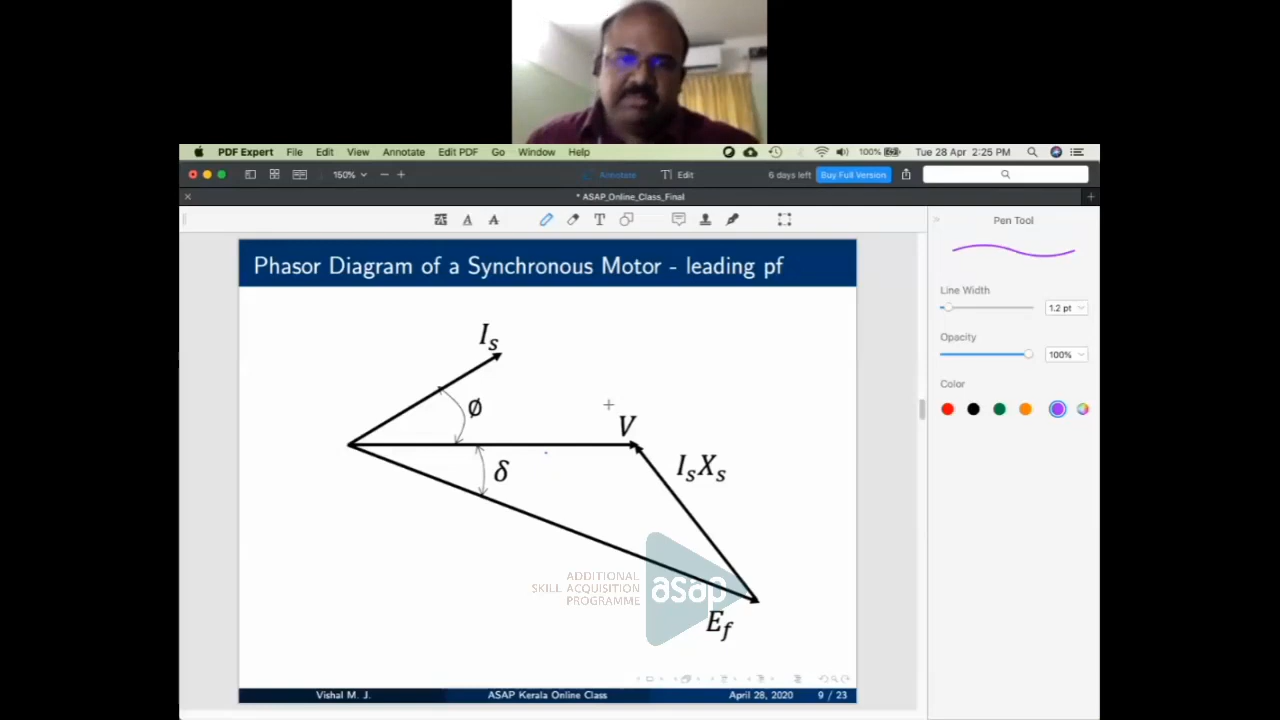 PDF Expert File Edit View Annotate Edit PDF Go Window Help 100% Tue 28 Apr 2:25 PM
150% Annotate Edit 6 days left Buy Full Version
* ASAP_Online_Class_Final
Pen Tool
Line Width
1.2 pt
Opacity
100%
Color
Phasor Diagram of a Synchronous Motor - leading pf
Iₛ
ø
V
δ
IₛXₛ
ADDITIONAL
SKILL ACQUISITION
PROGRAMME
asap
E_f
Vishal M. J. ASAP Kerala Online Class April 28, 2020 9 / 23